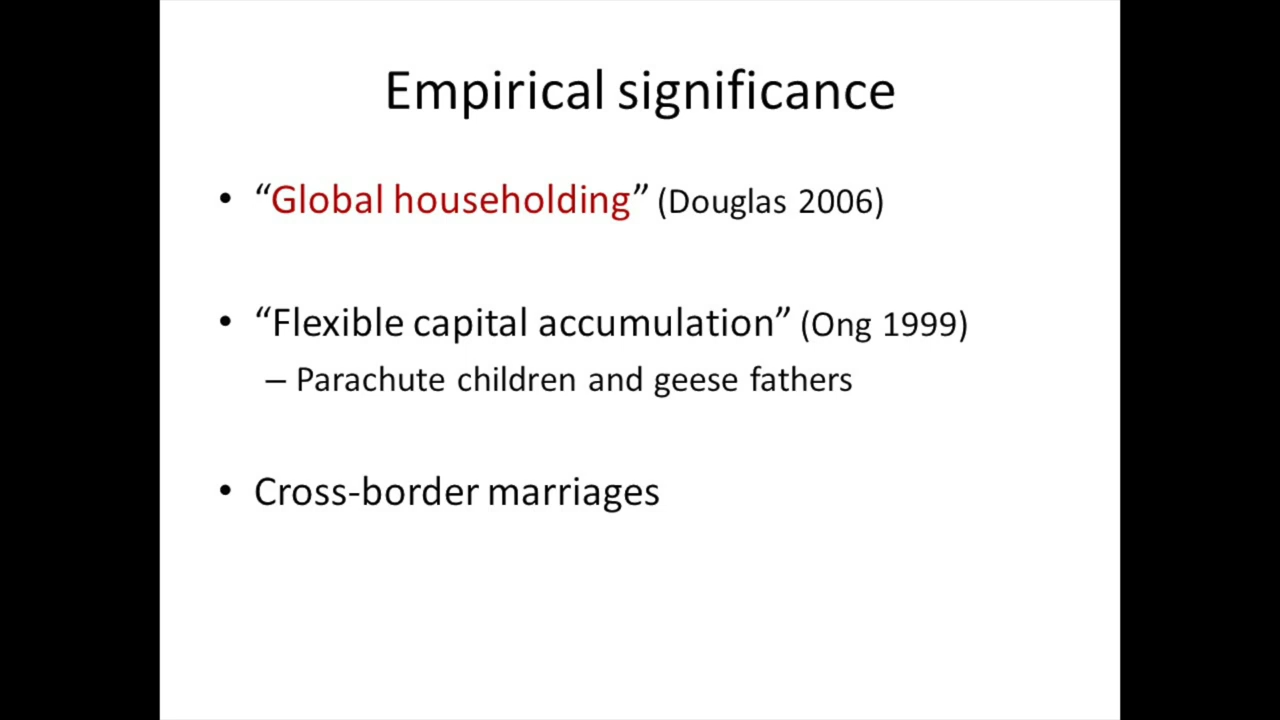 Empirical significance
• “Global householding” (Douglas 2006)
• “Flexible capital accumulation” (Ong 1999)
– Parachute children and geese fathers
• Cross-border marriages